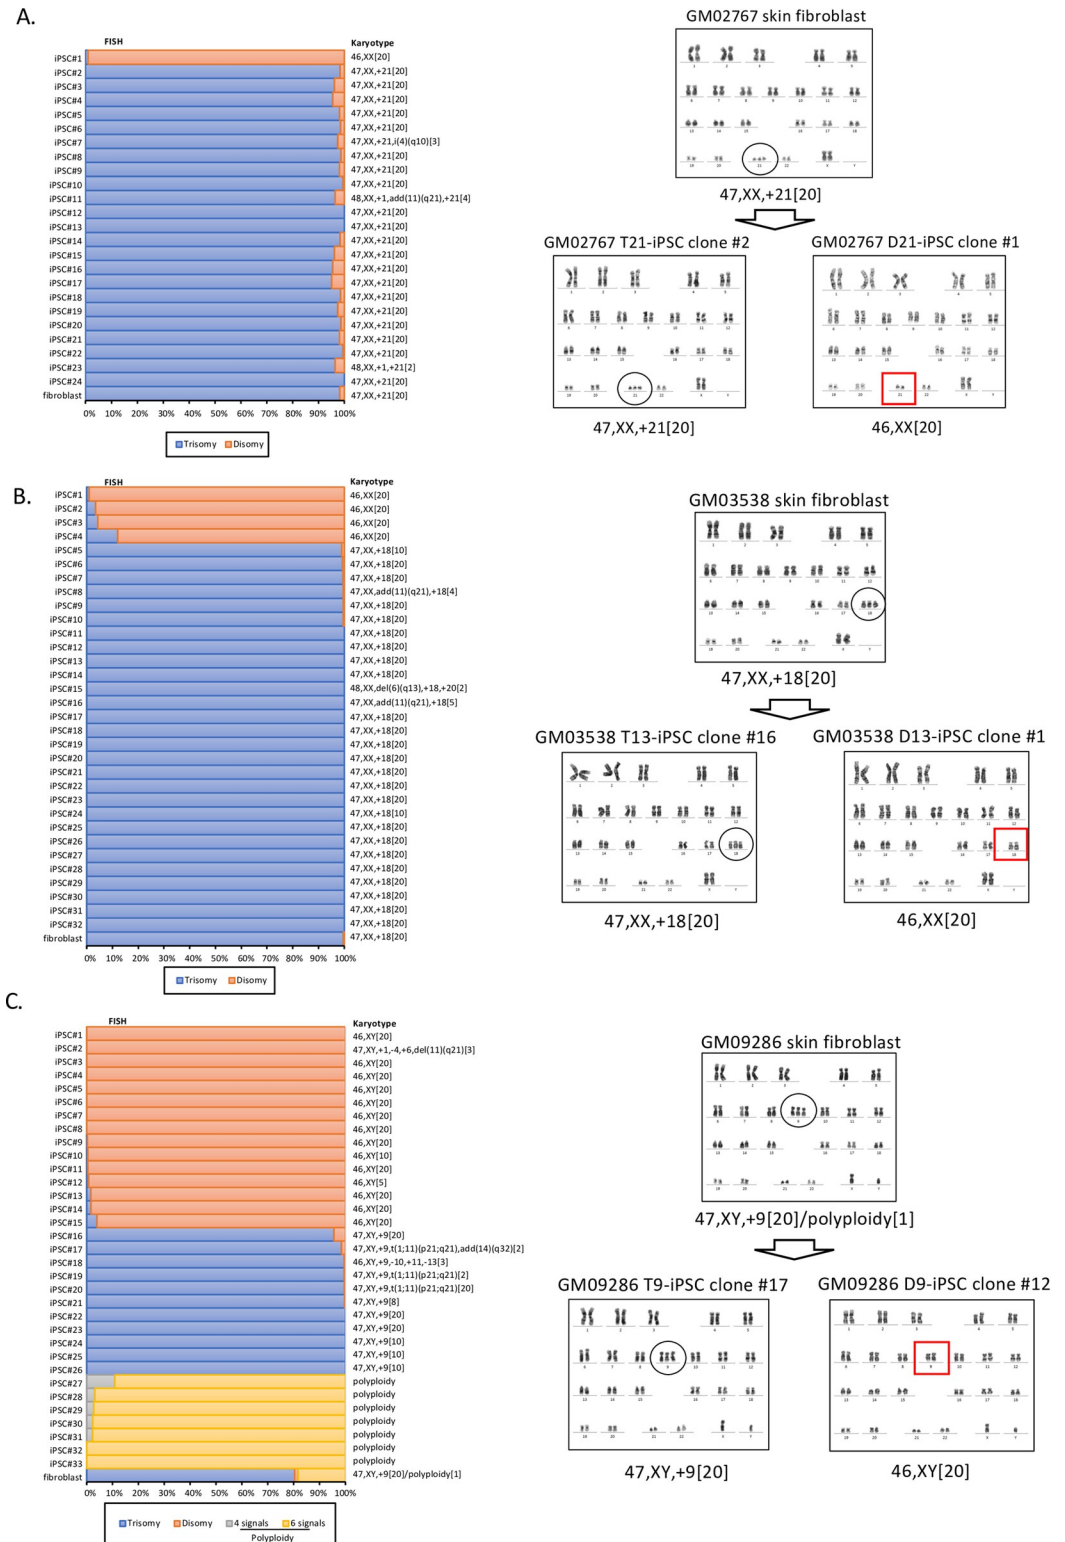 A.
FISH
Karyotype
iPSC#1 46,XX[20]
iPSC#2 47,XX,+21[20]
iPSC#3 47,XX,+21[20]
iPSC#4 47,XX,+21[20]
iPSC#5 47,XX,+21[20]
iPSC#6 47,XX,+21[20]
iPSC#7 47,XX,+21,i(4)(q10)[3]
iPSC#8 47,XX,+21[20]
iPSC#9 47,XX,+21[20]
iPSC#10 47,XX,+21[20]
iPSC#11 48,XX,+1,add(11)(q21),+21[4]
iPSC#12 47,XX,+21[20]
iPSC#13 47,XX,+21[20]
iPSC#14 47,XX,+21[20]
iPSC#15 47,XX,+21[20]
iPSC#16 47,XX,+21[20]
iPSC#17 47,XX,+21[20]
iPSC#18 47,XX,+21[20]
iPSC#19 47,XX,+21[20]
iPSC#20 47,XX,+21[20]
iPSC#21 47,XX,+21[20]
iPSC#22 47,XX,+21[20]
iPSC#23 48,XX,+1,+21[2]
iPSC#24 47,XX,+21[20]
fibroblast 47,XX,+21[20]
0% 10% 20% 30% 40% 50% 60% 70% 80% 90% 100%
Trisomy Disomy
GM02767 skin fibroblast
47,XX,+21[20]
GM02767 T21-iPSC clone #2
GM02767 D21-iPSC clone #1
47,XX,+21[20]
46,XX[20]
B.
FISH
Karyotype
iPSC#1 46,XX[20]
iPSC#2 46,XX[20]
iPSC#3 46,XX[20]
iPSC#4 46,XX[20]
iPSC#5 47,XX,+18[10]
iPSC#6 47,XX,+18[20]
iPSC#7 47,XX,+18[20]
iPSC#8 47,XX,add(11)(q21),+18[4]
iPSC#9 47,XX,+18[20]
iPSC#10 47,XX,+18[20]
iPSC#11 47,XX,+18[20]
iPSC#12 47,XX,+18[20]
iPSC#13 47,XX,+18[20]
iPSC#14 47,XX,+18[20]
iPSC#15 48,XX,del(6)(q13),+18,+20[2]
iPSC#16 47,XX,add(11)(q21),+18[5]
iPSC#17 47,XX,+18[20]
iPSC#18 47,XX,+18[20]
iPSC#19 47,XX,+18[20]
iPSC#20 47,XX,+18[20]
iPSC#21 47,XX,+18[20]
iPSC#22 47,XX,+18[20]
iPSC#23 47,XX,+18[20]
iPSC#24 47,XX,+18[10]
iPSC#25 47,XX,+18[20]
iPSC#26 47,XX,+18[20]
iPSC#27 47,XX,+18[20]
iPSC#28 47,XX,+18[20]
iPSC#29 47,XX,+18[20]
iPSC#30 47,XX,+18[20]
iPSC#31 47,XX,+18[20]
iPSC#32 47,XX,+18[20]
fibroblast 47,XX,+18[20]
0% 10% 20% 30% 40% 50% 60% 70% 80% 90% 100%
Trisomy Disomy
GM03538 skin fibroblast
47,XX,+18[20]
GM03538 T13-iPSC clone #16
GM03538 D13-iPSC clone #1
47,XX,+18[20]
46,XX[20]
C.
FISH
Karyotype
iPSC#1 46,XY[20]
iPSC#2 47,XY,+1,-4,+6,del(11)(q21)[3]
iPSC#3 46,XY[20]
iPSC#4 46,XY[20]
iPSC#5 46,XY[20]
iPSC#6 46,XY[20]
iPSC#7 46,XY[20]
iPSC#8 46,XY[20]
iPSC#9 46,XY[20]
iPSC#10 46,XY[10]
iPSC#11 46,XY[20]
iPSC#12 46,XY[5]
iPSC#13 46,XY[20]
iPSC#14 46,XY[20]
iPSC#15 46,XY[20]
iPSC#16 47,XY,+9[20]
iPSC#17 47,XY,+9,t(1;11)(p21;q21),add(14)(q32)[2]
iPSC#18 46,XY,+9,-10,+11,-13[3]
iPSC#19 47,XY,+9,t(1;11)(p21;q21)[2]
iPSC#20 47,XY,+9,t(1;11)(p21;q21)[20]
iPSC#21 47,XY,+9[8]
iPSC#22 47,XY,+9[20]
iPSC#23 47,XY,+9[20]
iPSC#24 47,XY,+9[10]
iPSC#25 47,XY,+9[10]
iPSC#26 47,XY,+9[10]
iPSC#27 polyploidy
iPSC#28 polyploidy
iPSC#29 polyploidy
iPSC#30 polyploidy
iPSC#31 polyploidy
iPSC#32 polyploidy
iPSC#33 polyploidy
fibroblast 47,XY,+9[20]/polyploidy[1]
0% 10% 20% 30% 40% 50% 60% 70% 80% 90% 100%
Trisomy Disomy 4 signals 6 signals
Polyploidy
GM09286 skin fibroblast
47,XY,+9[20]/polyploidy[1]
GM09286 T9-iPSC clone #17
GM09286 D9-iPSC clone #12
47,XY,+9[20]
46,XY[20]